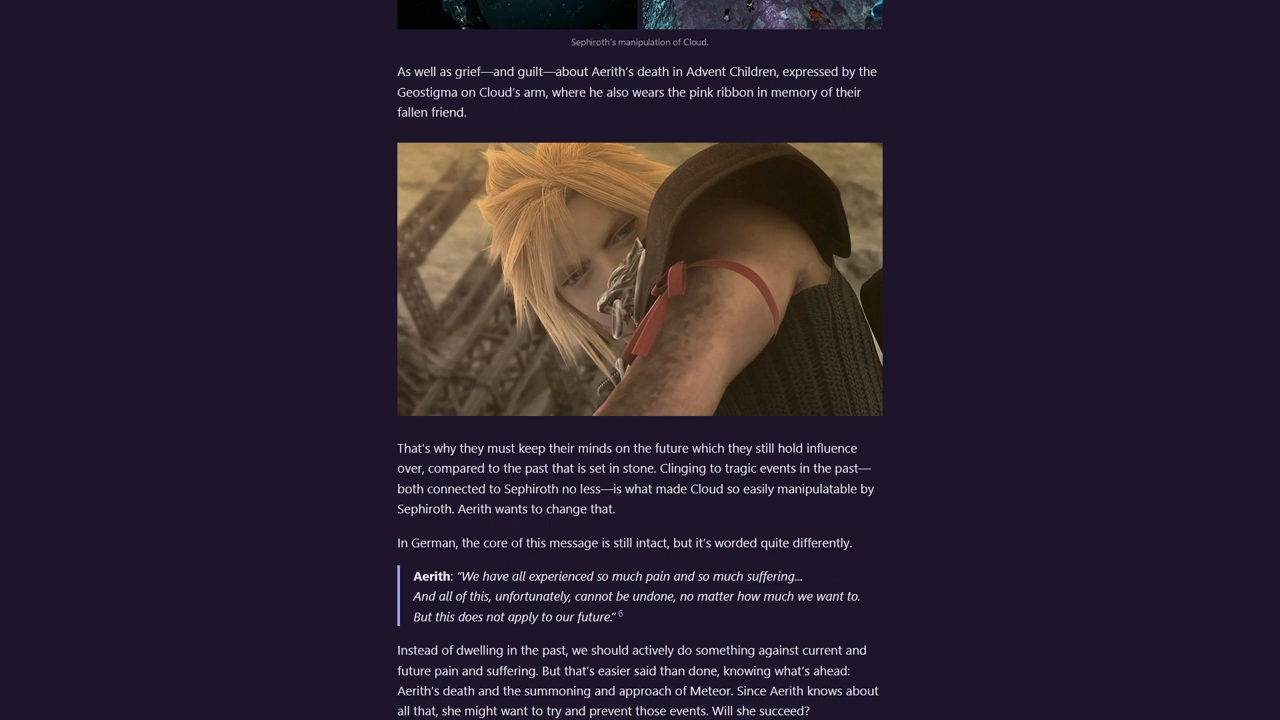 Sephiroth's manipulation of Cloud.
As well as grief—and guilt—about Aerith's death in Advent Children, expressed by the
Geostigma on Cloud's arm, where he also wears the pink ribbon in memory of their
fallen friend.
That's why they must keep their minds on the future which they still hold influence
over, compared to the past that is set in stone. Clinging to tragic events in the past—
both connected to Sephiroth no less—is what made Cloud so easily manipulatable by
Sephiroth. Aerith wants to change that.
In German, the core of this message is still intact, but it's worded quite differently.
Aerith: “We have all experienced so much pain and so much suffering...
And all of this, unfortunately, cannot be undone, no matter how much we want to.
But this does not apply to our future.” 6
Instead of dwelling in the past, we should actively do something against current and
future pain and suffering. But that's easier said than done, knowing what's ahead:
Aerith's death and the summoning and approach of Meteor. Since Aerith knows about
all that, she might want to try and prevent those events. Will she succeed?